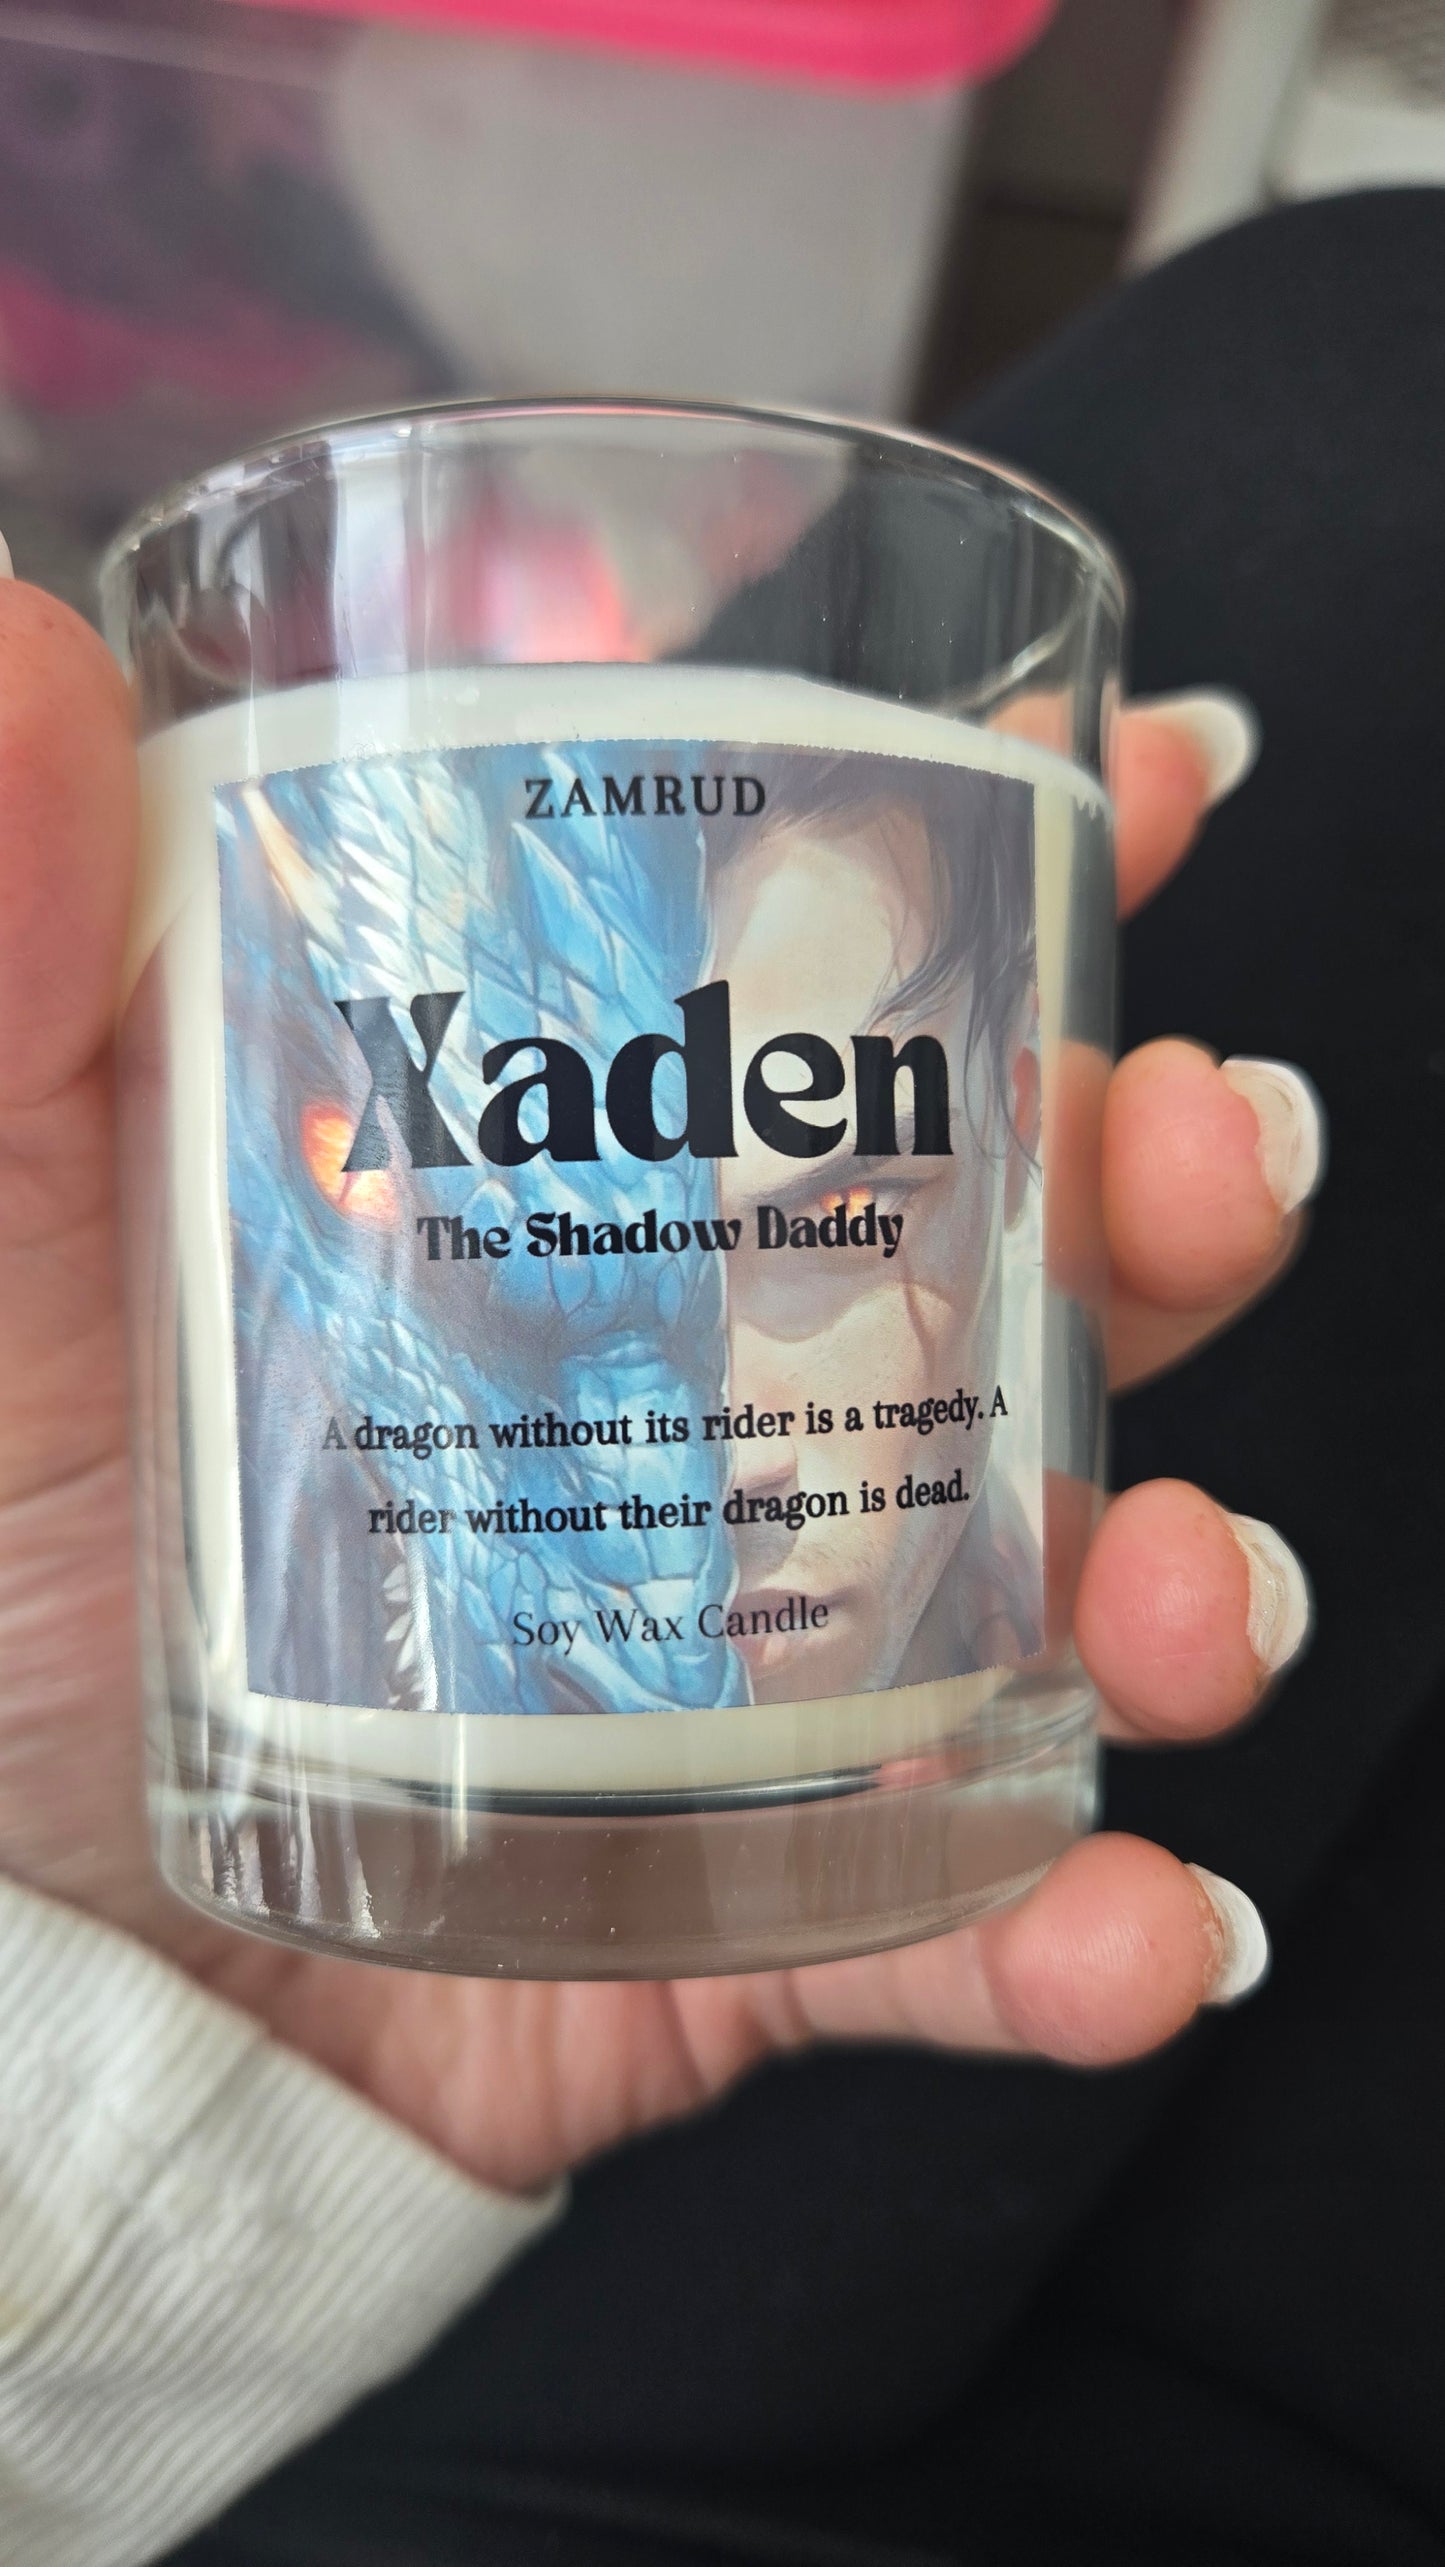 ZAMRUD
Xaden
The Shadow Daddy
A dragon without its rider is a tragedy. A
rider without their dragon is dead.
Soy Wax Candle